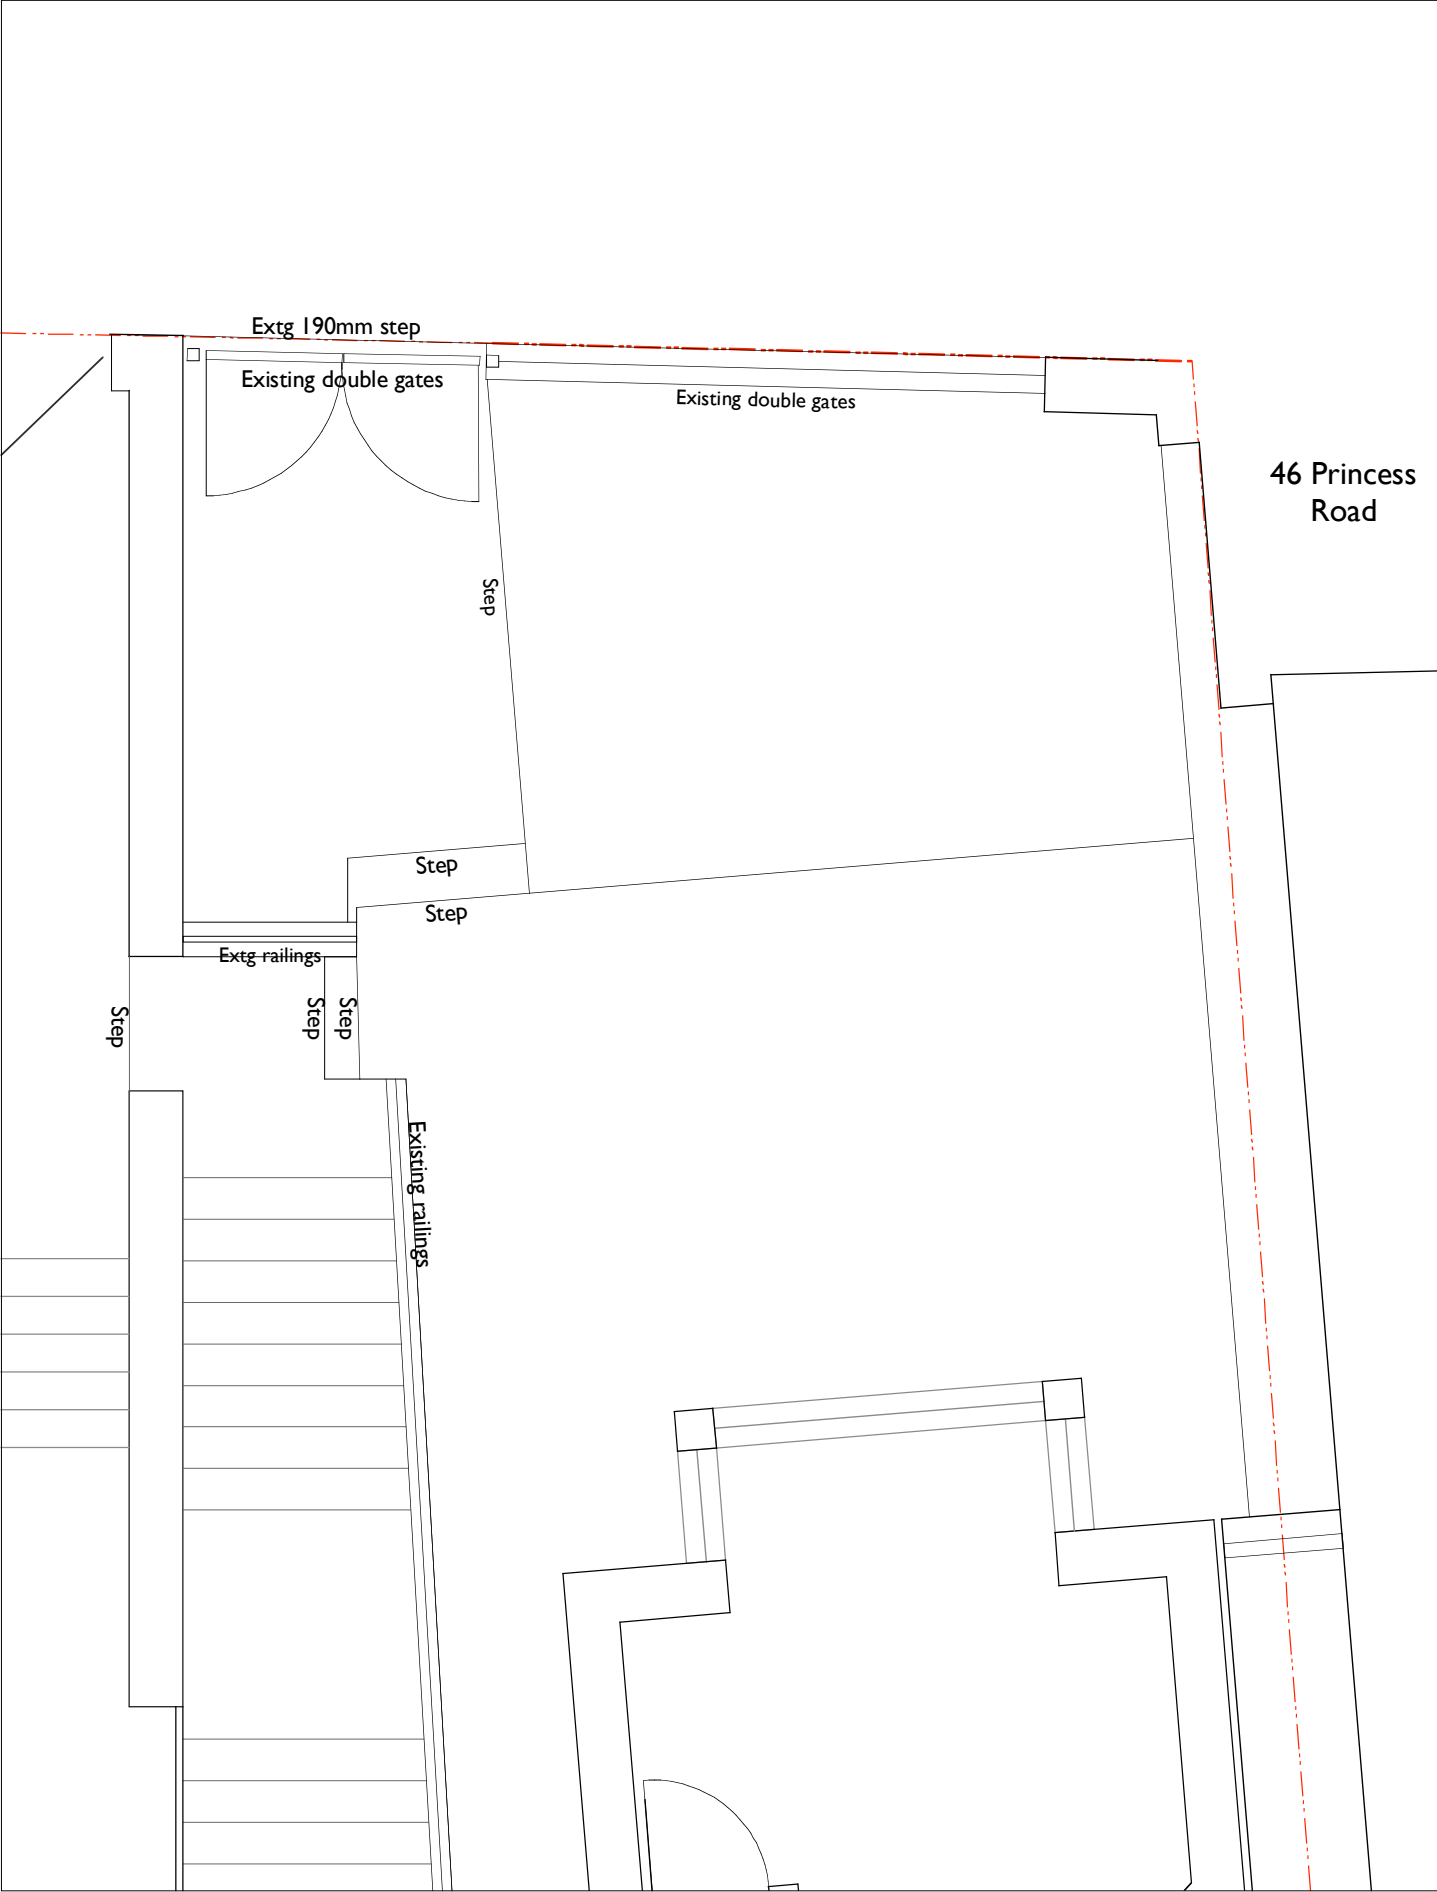 Extg 190mm step
Existing double gates
Existing double gates
46 Princess
Road
Step
Step
Step
Extg railings
Step
Step
Step
Existing railings